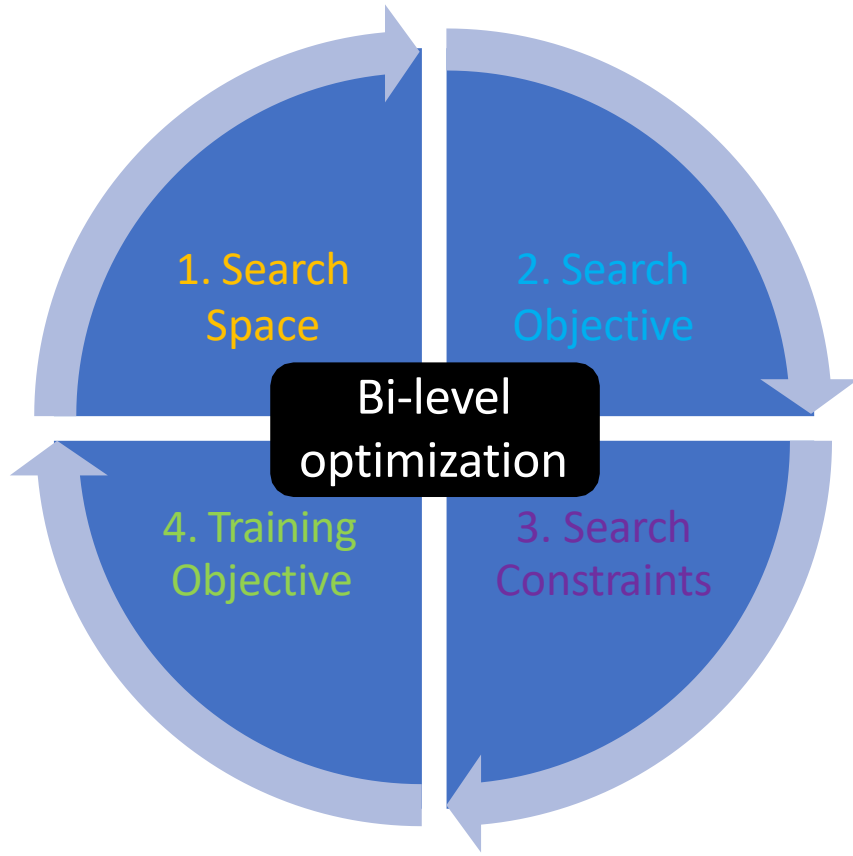 1. Search
Space
2. Search
Objective
Bi-level
optimization
4. Training
Objective
3. Search
Constraints